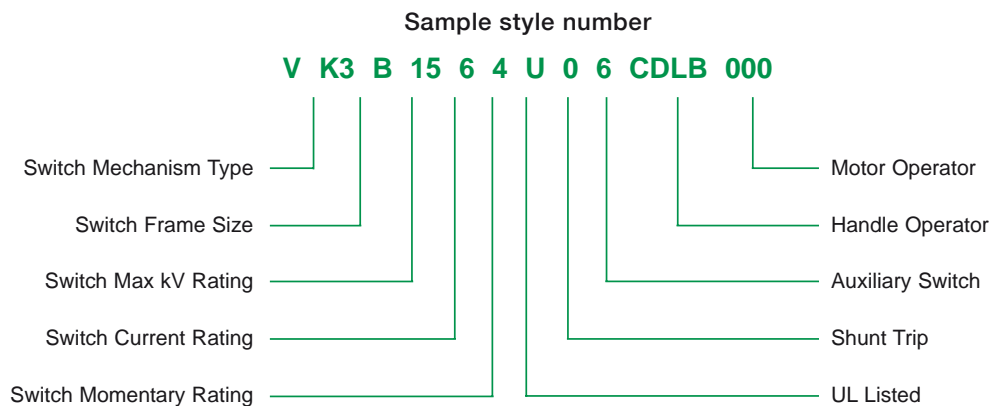 Sample style number
V K3 B 15 6 4 U 0 6 CDLB 000
Switch Mechanism Type
Motor Operator
Switch Frame Size
Handle Operator
Switch Max kV Rating
Auxiliary Switch
Switch Current Rating
Shunt Trip
Switch Momentary Rating
UL Listed